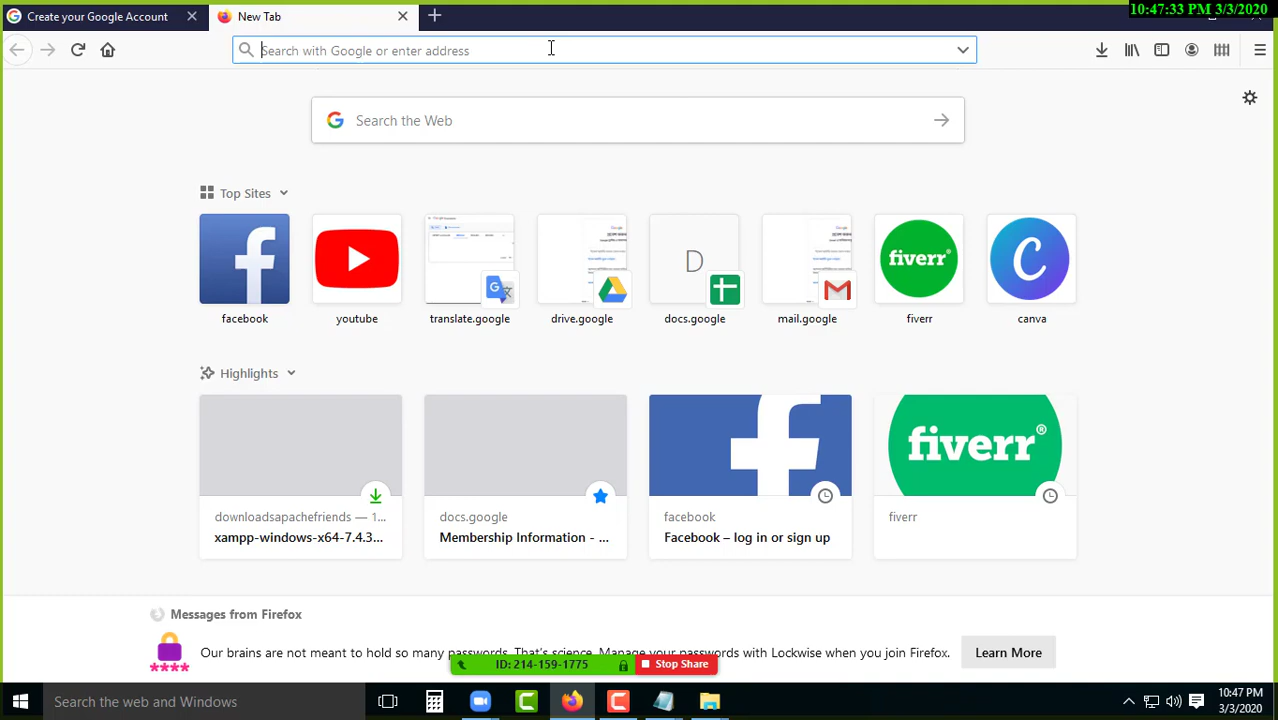 Create your Google Account
New Tab
10:47:33 PM 3/3/2020
Search with Google or enter address
Search the Web
Top Sites
D
fiverr®
C
facebook
youtube
translate.google
drive.google
docs.google
mail.google
fiverr
canva
Highlights
fiverr®
downloadsapachefriends — 1...
xampp-windows-x64-7.4.3...
docs.google
Membership Information - ...
facebook
Facebook – log in or sign up
fiverr
Messages from Firefox
Our brains are not meant to hold so many passwords. That's science. Manage your passwords with Lockwise when you join Firefox.
Learn More
ID: 214-159-1775
Stop Share
Search the web and Windows
10:47 PM
3/3/2020